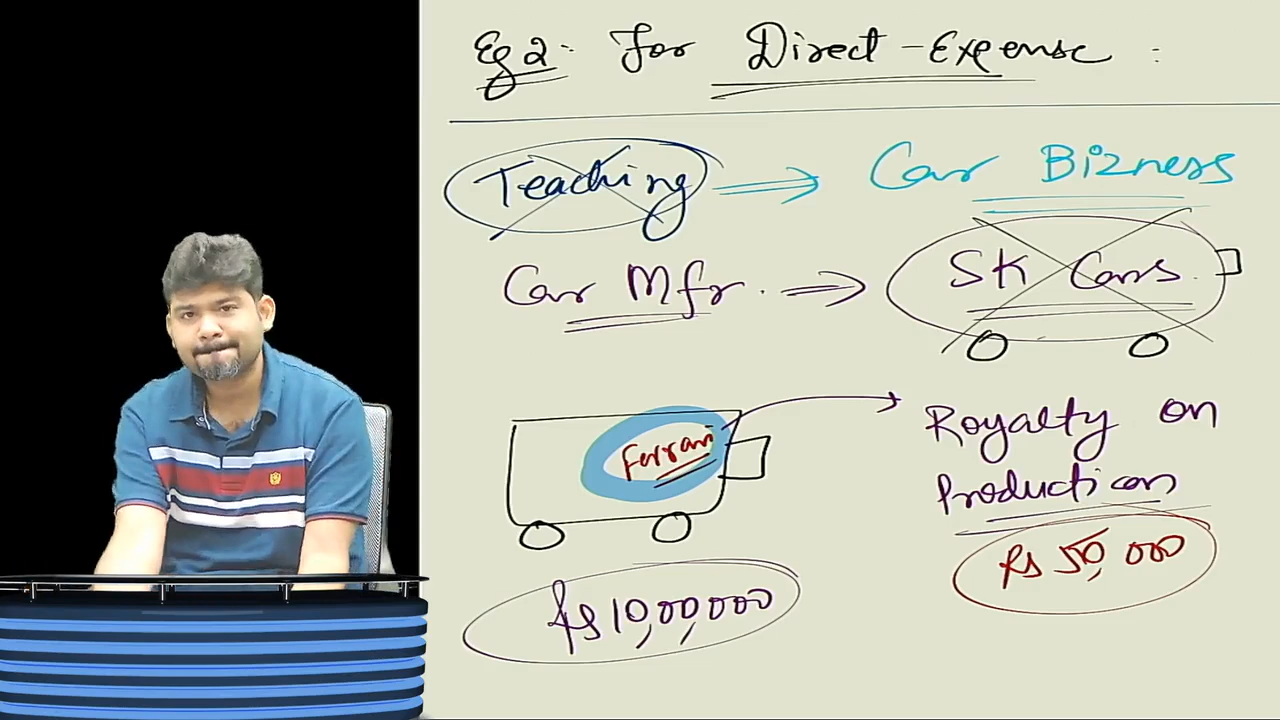 Eg 2: For Direct-Expense :
Teaching ⇒ Car Bizness
Car Mfr. ⇒ SK Cars.
Ferrari
Royalty on
Production
Rs 50,000
Rs 10,00,000